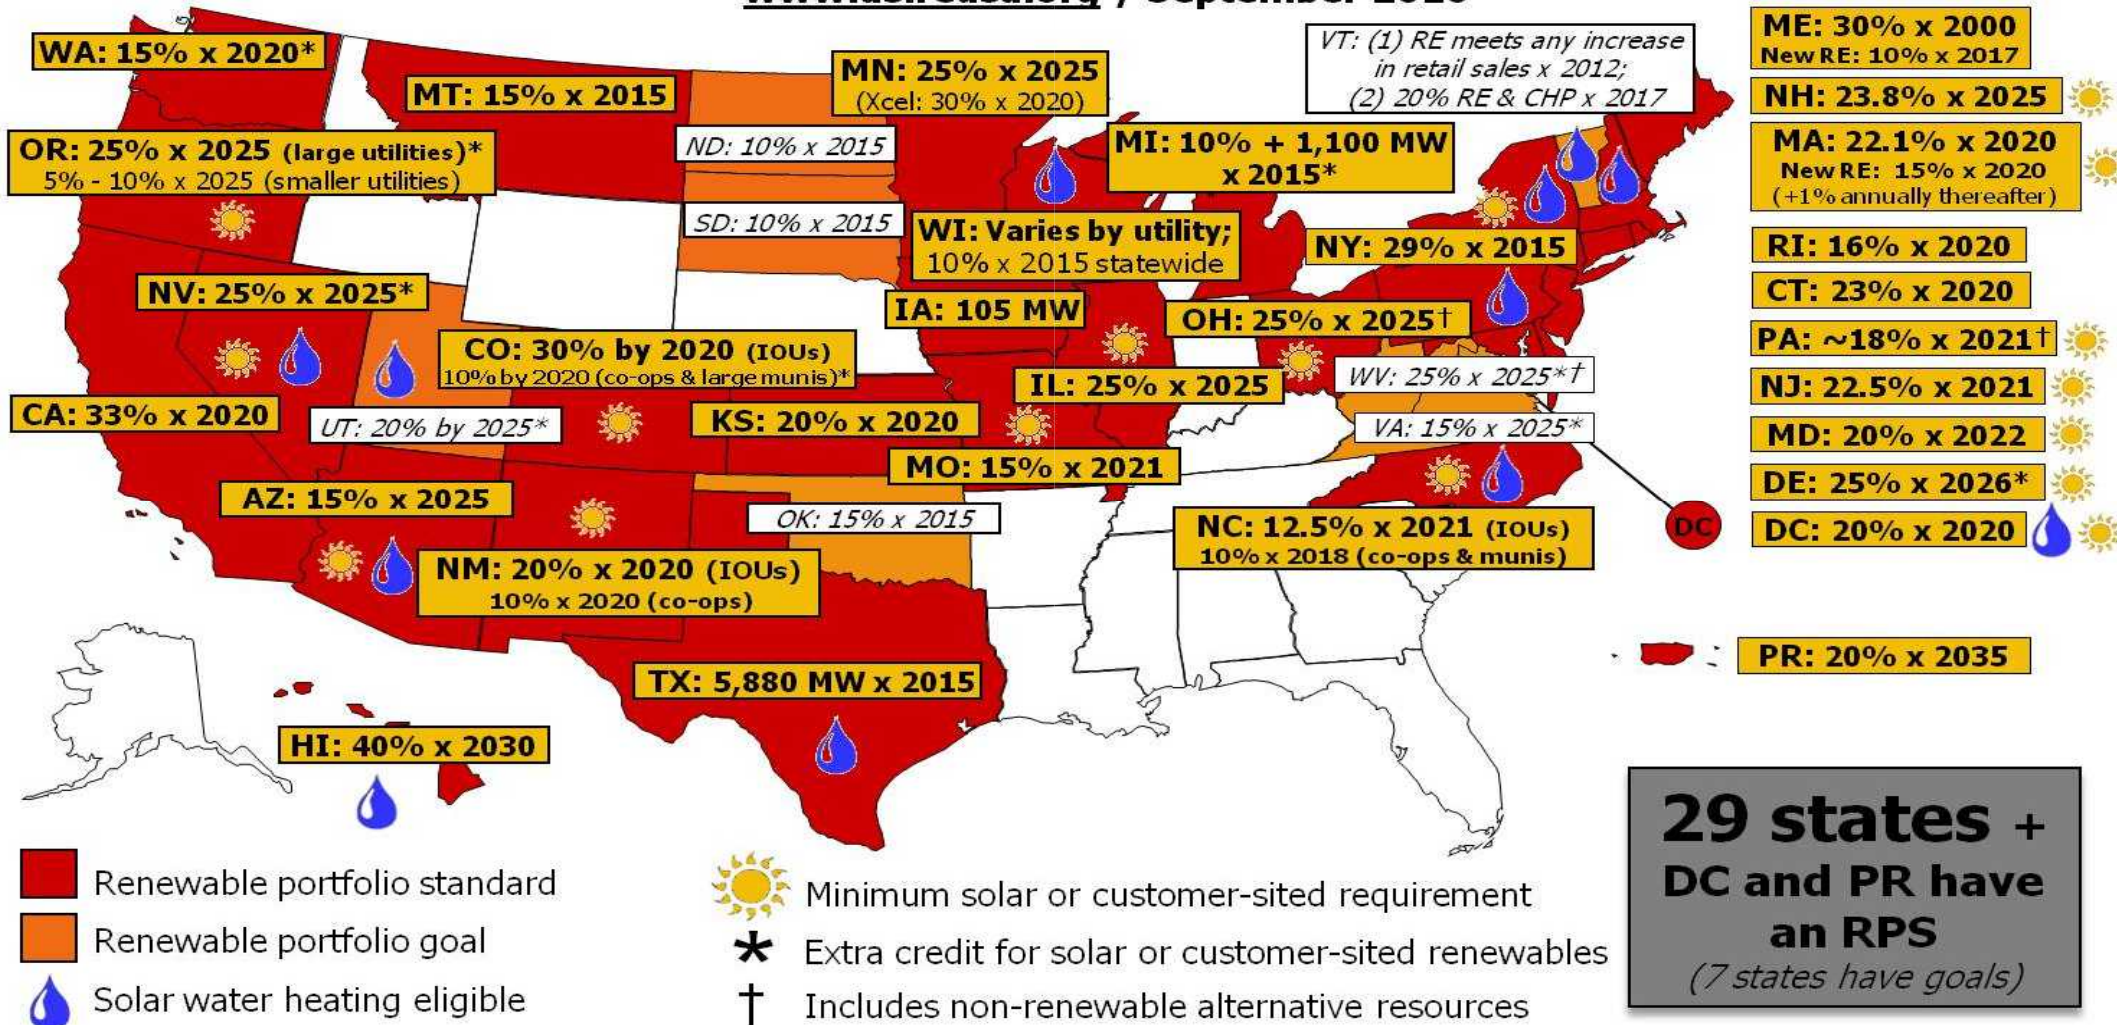 WA: 15% x 2020*
MT: 15% x 2015
MN: 25% x 2025
(Xcel: 30% x 2020)
VT: (1) RE meets any increase
in retail sales x 2012;
(2) 20% RE & CHP x 2017
ME: 30% x 2000
New RE: 10% x 2017
NH: 23.8% x 2025
MA: 22.1% x 2020
New RE: 15% x 2020
(+1% annually thereafter)
OR: 25% x 2025 (large utilities)*
5% - 10% x 2025 (smaller utilities)
ND: 10% x 2015
MI: 10% + 1,100 MW
x 2015*
SD: 10% x 2015
WI: Varies by utility;
10% x 2015 statewide
NY: 29% x 2015
RI: 16% x 2020
CT: 23% x 2020
NV: 25% x 2025*
IA: 105 MW
OH: 25% x 2025†
PA: ~18% x 2021†
CO: 30% by 2020 (IOUs)
10% by 2020 (co-ops & large munis)*
IL: 25% x 2025
WV: 25% x 2025*†
NJ: 22.5% x 2021
CA: 33% x 2020
UT: 20% by 2025*
KS: 20% x 2020
VA: 15% x 2025*
MD: 20% x 2022
MO: 15% x 2021
DE: 25% x 2026*
AZ: 15% x 2025
OK: 15% x 2015
NC: 12.5% x 2021 (IOUs)
10% x 2018 (co-ops & munis)
DC
DC: 20% x 2020
NM: 20% x 2020 (IOUs)
10% x 2020 (co-ops)
PR: 20% x 2035
TX: 5,880 MW x 2015
HI: 40% x 2030
29 states +
DC and PR have
an RPS
(7 states have goals)
Renewable portfolio standard
Renewable portfolio goal
Solar water heating eligible
Minimum solar or customer-sited requirement
* Extra credit for solar or customer-sited renewables
† Includes non-renewable alternative resources